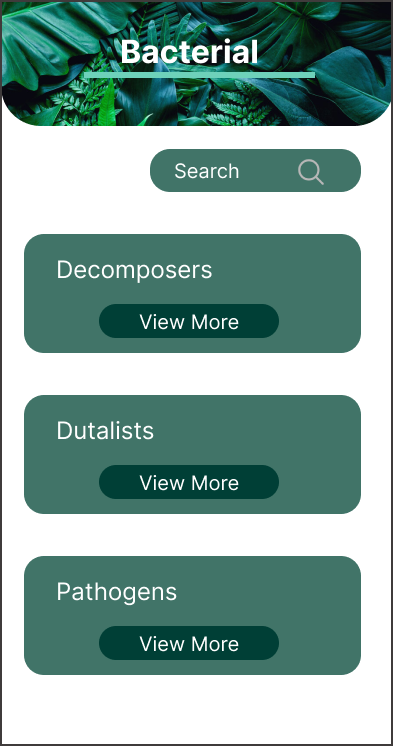 Bacterial
Search
Decomposers
View More
Dutalists
View More
Pathogens
View More